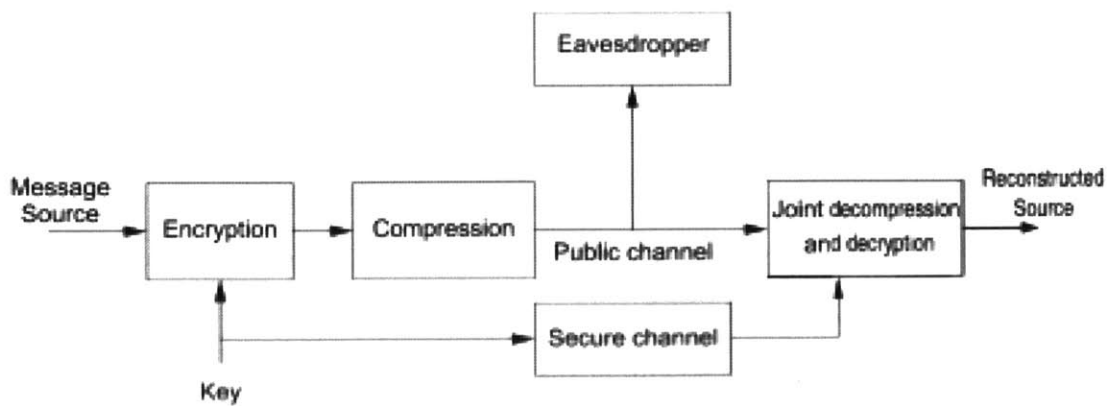 Eavesdropper
Message
Source
Encryption
Compression
Public channel
Joint decompression
and decryption
Reconstructed
Source
Secure channel
Key